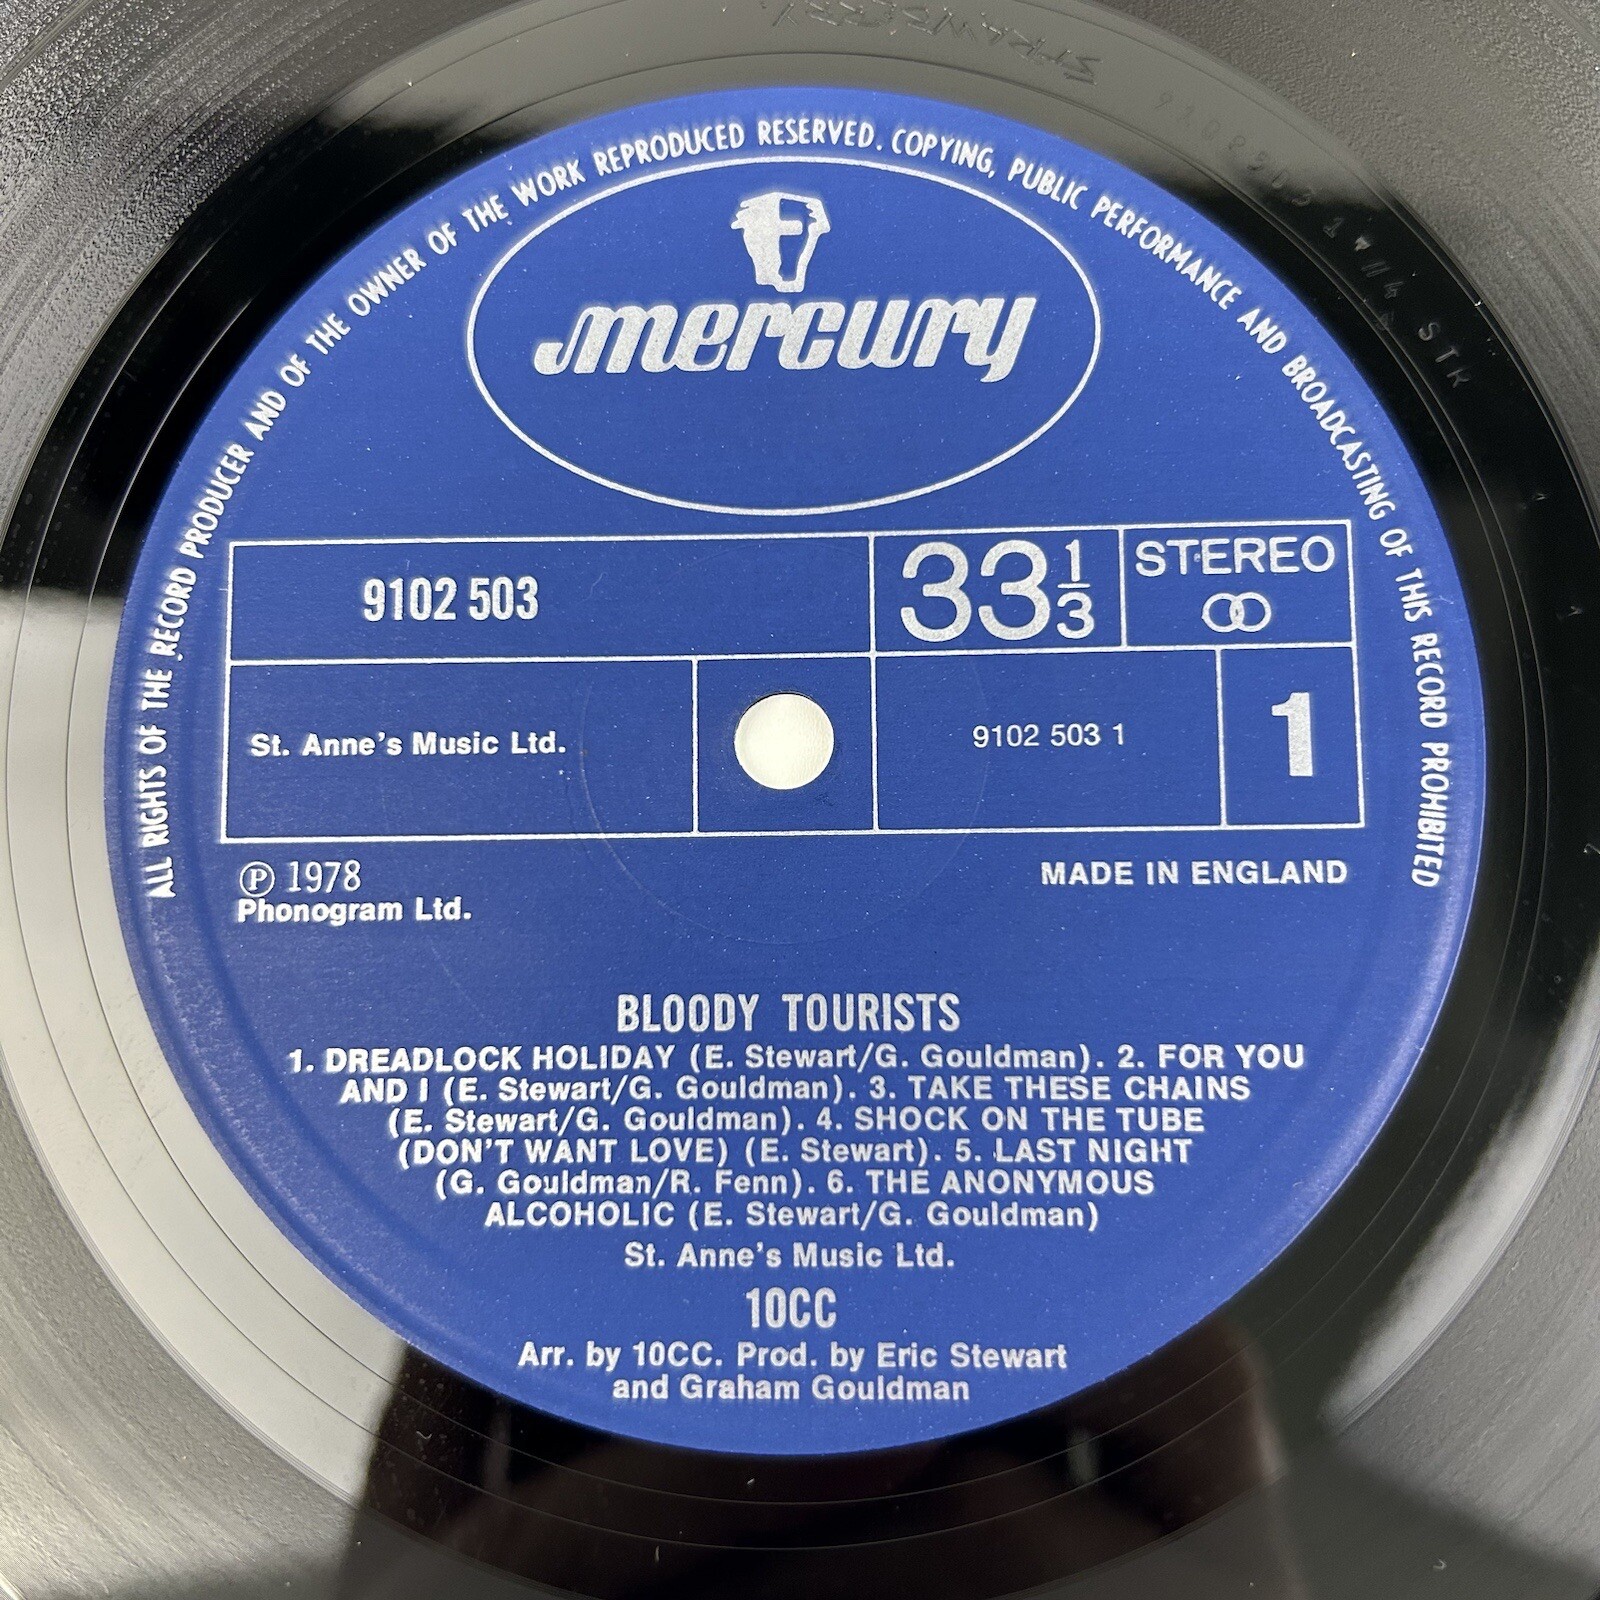 STRAWBERRY
ALL RIGHTS OF THE RECORD PRODUCER AND OF THE OWNER OF THE WORK REPRODUCED RESERVED. COPYING, PUBLIC PERFORMANCE AND BROADCASTING OF THIS RECORD PROHIBITED
mercury
9102 503
33 1/3
STEREO
St. Anne's Music Ltd.
9102 503 1
1
Ⓟ 1978
Phonogram Ltd.
MADE IN ENGLAND
BLOODY TOURISTS
1. DREADLOCK HOLIDAY (E. Stewart/G. Gouldman). 2. FOR YOU
AND I (E. Stewart/G. Gouldman). 3. TAKE THESE CHAINS
(E. Stewart/G. Gouldman). 4. SHOCK ON THE TUBE
(DON'T WANT LOVE) (E. Stewart). 5. LAST NIGHT
(G. Gouldman/R. Fenn). 6. THE ANONYMOUS
ALCOHOLIC (E. Stewart/G. Gouldman)
St. Anne's Music Ltd.
10CC
Arr. by 10CC. Prod. by Eric Stewart
and Graham Gouldman